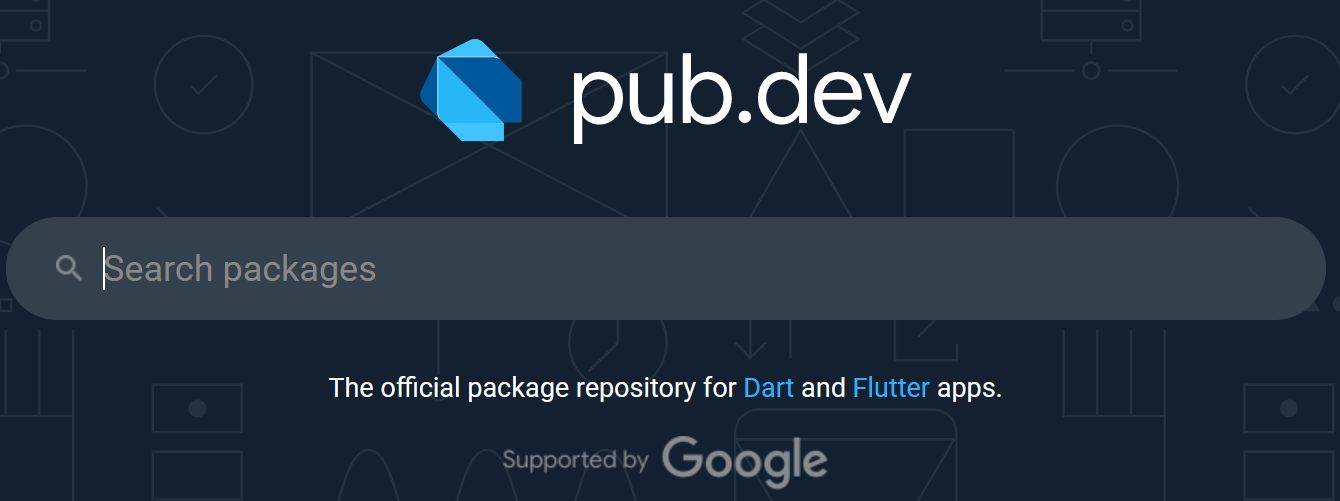 pub.dev
Search packages
The official package repository for Dart and Flutter apps.
Supported by Google